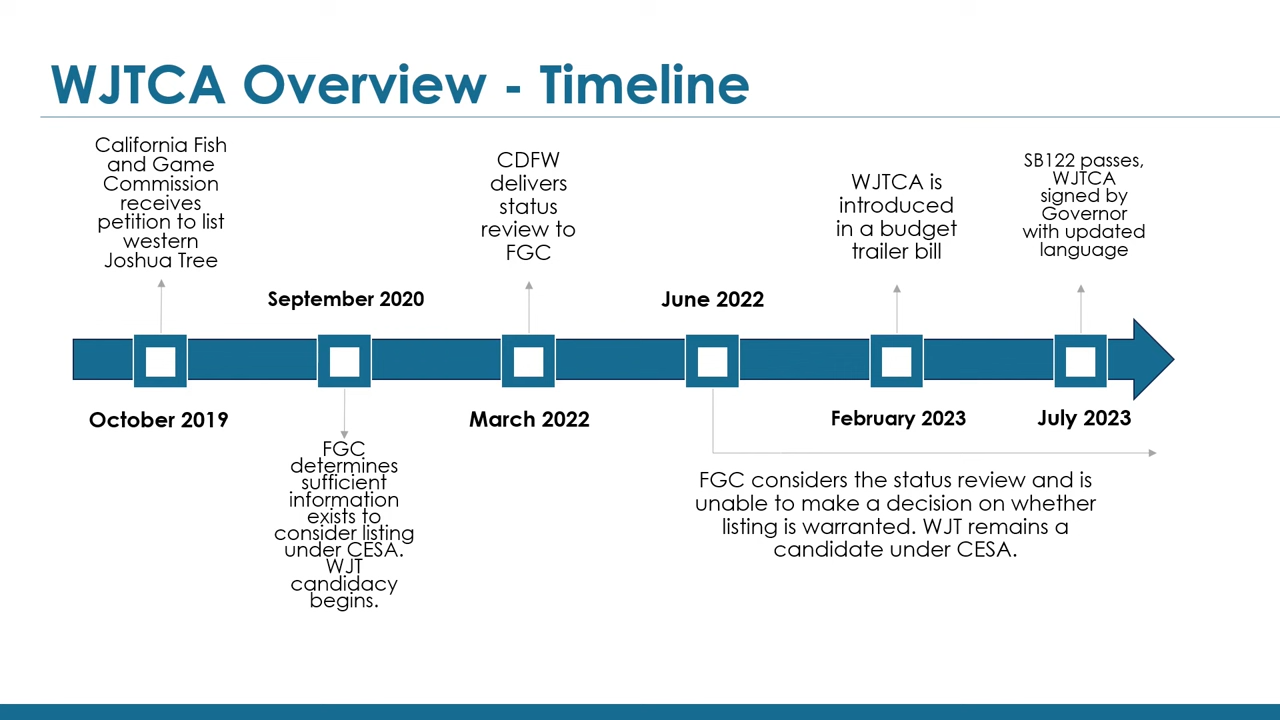 WJTCA Overview - Timeline
California Fish
and Game
Commission
receives
petition to list
western
Joshua Tree
October 2019
September 2020
FGC
determines
sufficient
information
exists to
consider listing
under CESA.
WJT
candidacy
begins.
CDFW
delivers
status
review to
FGC
March 2022
June 2022
FGC considers the status review and is
unable to make a decision on whether
listing is warranted. WJT remains a
candidate under CESA.
WJTCA is
introduced
in a budget
trailer bill
February 2023
SB122 passes,
WJTCA
signed by
Governor
with updated
language
July 2023